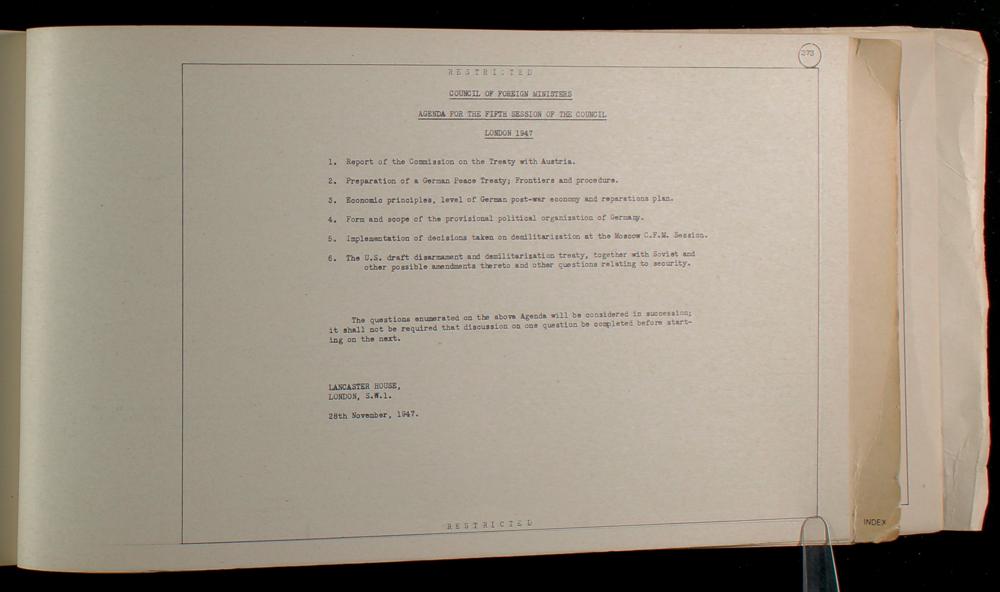 373
RESTRICTED
COUNCIL OF FOREIGN MINISTERS
AGENDA FOR THE FIFTH SESSION OF THE COUNCIL
LONDON 1947
1. Report of the Commission on the Treaty with Austria.
2. Preparation of a German Peace Treaty; Frontiers and procedure.
3. Economic principles, level of German post-war economy and reparations plan.
4. Form and scope of the provisional political organization of Germany.
5. Implementation of decisions taken on demilitarization at the Moscow C.F.M. Session.
6. The U.S. draft disarmament and demilitarization treaty, together with Soviet and
other possible amendments thereto and other questions relating to security.
The questions enumerated on the above Agenda will be considered in succession;
it shall not be required that discussion on one question be completed before start-
ing on the next.
LANCASTER HOUSE,
LONDON, S.W.1.
28th November, 1947.
RESTRICTED
INDEX